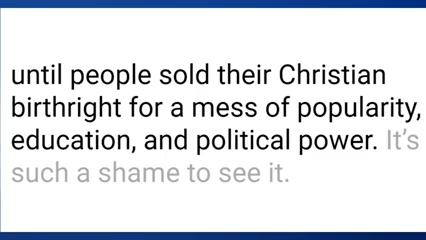 until people sold their Christian
birthright for a mess of popularity,
education, and political power. It's
such a shame to see it.